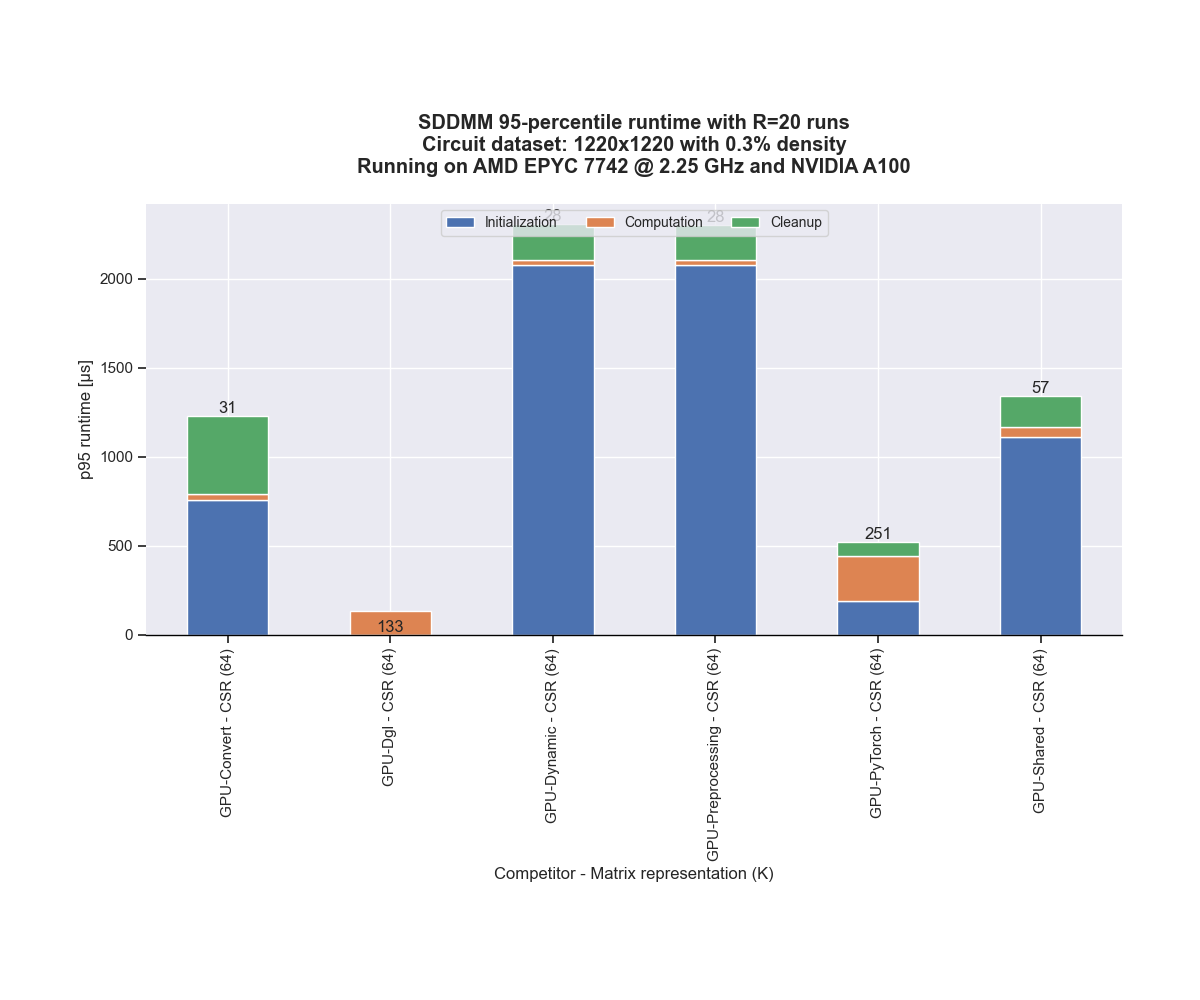 SDDMM 95-percentile runtime with R=20 runs
Circuit dataset: 1220x1220 with 0.3% density
Running on AMD EPYC 7742 @ 2.25 GHz and NVIDIA A100
28 28
Initialization Computation Cleanup
2000
1500
1000
500
0
p95 runtime [µs]
31
133
251
57
GPU-Convert - CSR (64)
GPU-Dgl - CSR (64)
GPU-Dynamic - CSR (64)
GPU-Preprocessing - CSR (64)
GPU-PyTorch - CSR (64)
GPU-Shared - CSR (64)
Competitor - Matrix representation (K)